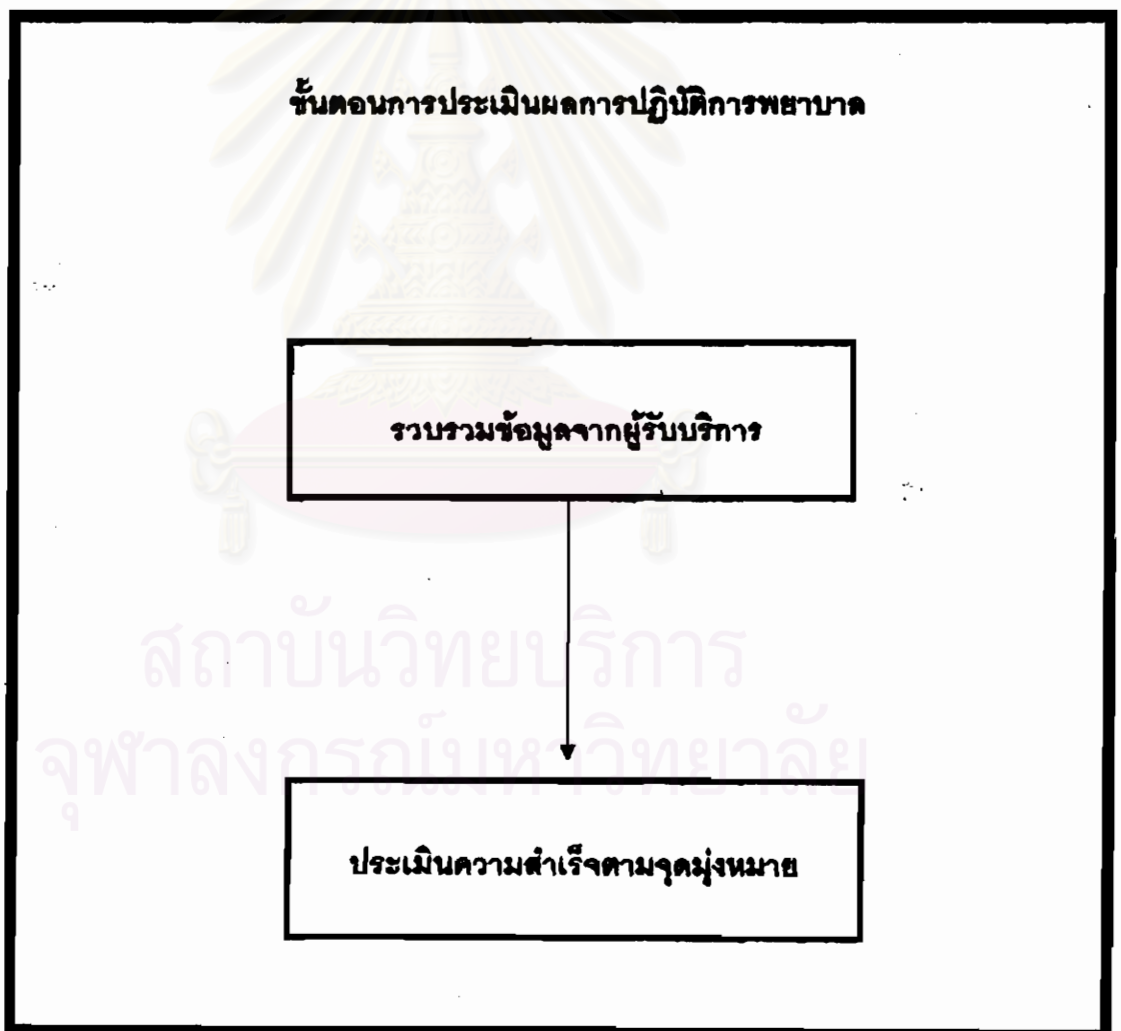 ขั้นตอนการประเมินผลการปฏิบัติการพยาบาล
รวบรวมข้อมูลจากผู้รับบริการ
สถาบันวิทยบริการ
จุฬาลงกรณ์มหาวิทยาลัย
ประเมินความสำเร็จตามจุดมุ่งหมาย